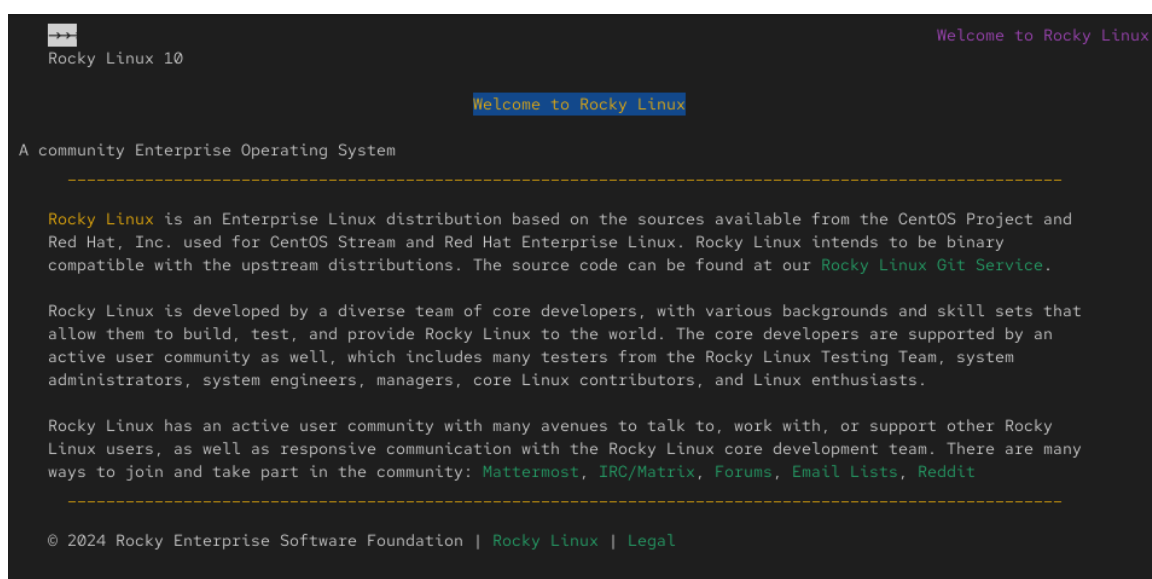 →→ Welcome to Rocky Linux
Rocky Linux 10
Welcome to Rocky Linux
A community Enterprise Operating System
Rocky Linux is an Enterprise Linux distribution based on the sources available from the CentOS Project and
Red Hat, Inc. used for CentOS Stream and Red Hat Enterprise Linux. Rocky Linux intends to be binary
compatible with the upstream distributions. The source code can be found at our Rocky Linux Git Service.
Rocky Linux is developed by a diverse team of core developers, with various backgrounds and skill sets that
allow them to build, test, and provide Rocky Linux to the world. The core developers are supported by an
active user community as well, which includes many testers from the Rocky Linux Testing Team, system
administrators, system engineers, managers, core Linux contributors, and Linux enthusiasts.
Rocky Linux has an active user community with many avenues to talk to, work with, or support other Rocky
Linux users, as well as responsive communication with the Rocky Linux core development team. There are many
ways to join and take part in the community: Mattermost, IRC/Matrix, Forums, Email Lists, Reddit
© 2024 Rocky Enterprise Software Foundation | Rocky Linux | Legal